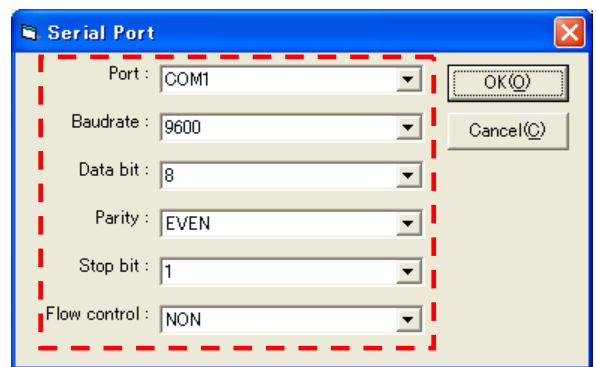 Serial Port
Port : COM1
OK(O)
Baudrate : 9600
Cancel(C)
Data bit : 8
Parity : EVEN
Stop bit : 1
Flow control : NON